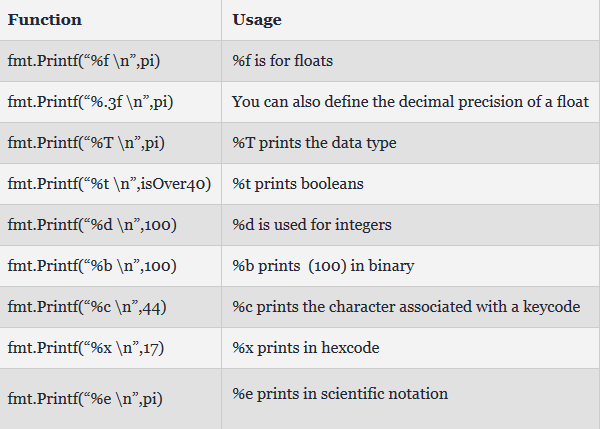 Function Usage
fmt.Printf(“%f \n”,pi) %f is for floats
fmt.Printf(“%.3f \n”,pi) You can also define the decimal precision of a float
fmt.Printf(“%T \n”,pi) %T prints the data type
fmt.Printf(“%t \n”,isOver40) %t prints booleans
fmt.Printf(“%d \n”,100) %d is used for integers
fmt.Printf(“%b \n”,100) %b prints  (100) in binary
fmt.Printf(“%c \n”,44) %c prints the character associated with a keycode
fmt.Printf(“%x \n”,17) %x prints in hexcode
fmt.Printf(“%e \n”,pi) %e prints in scientific notation